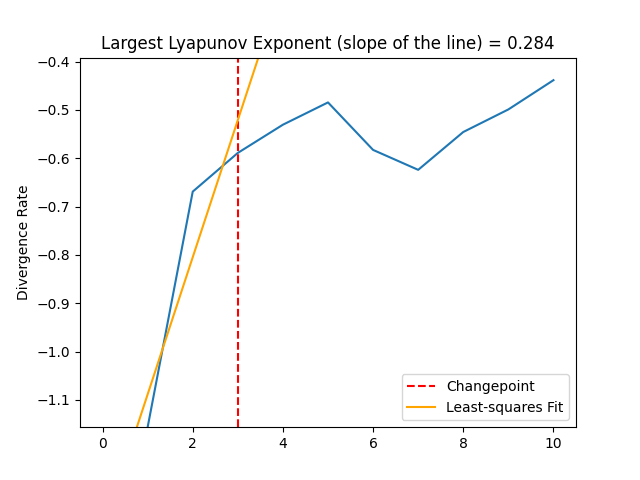 Largest Lyapunov Exponent (slope of the line) = 0.284
−0.4
−0.5
−0.6
−0.7
−0.8
−0.9
−1.0
−1.1
Divergence Rate
0 2 4 6 8 10
Changepoint
Least-squares Fit